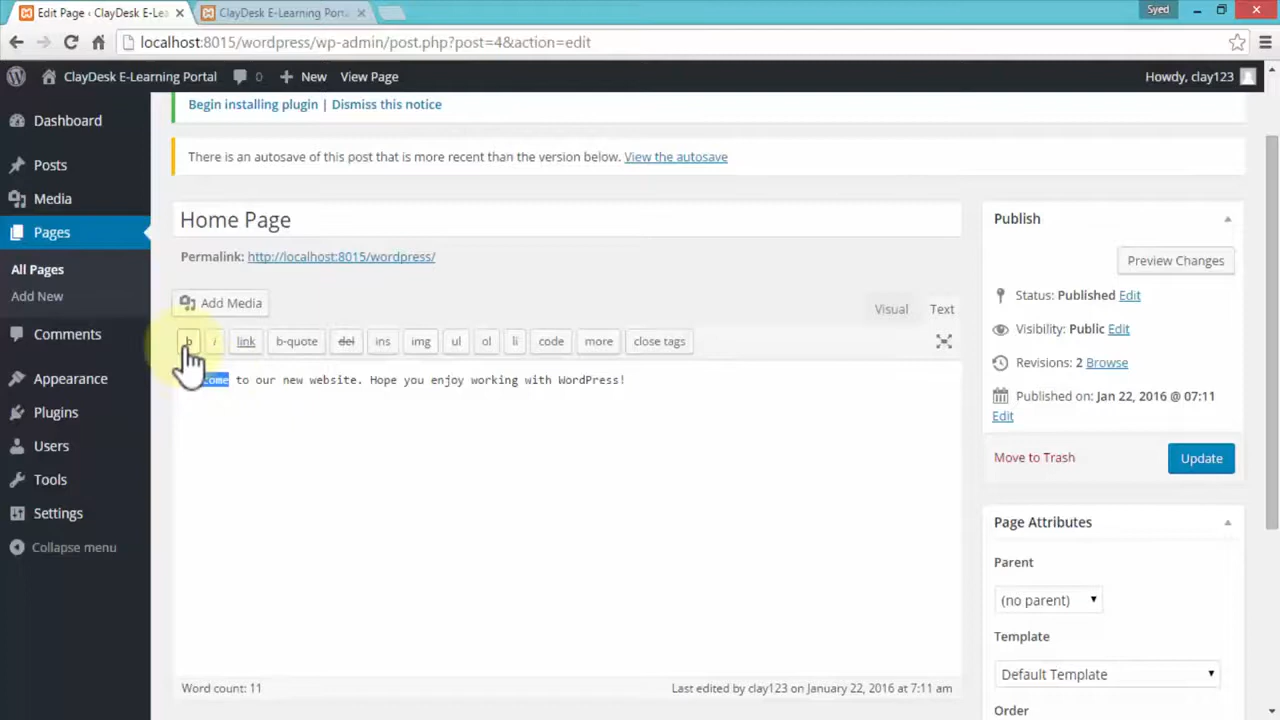 Edit Page ‹ ClayDesk E-Lea
ClayDesk E-Learning Porta
Syed
localhost:8015/wordpress/wp-admin/post.php?post=4&action=edit
ClayDesk E-Learning Portal 0 New View Page Howdy, clay123
Begin installing plugin | Dismiss this notice
There is an autosave of this post that is more recent than the version below. View the autosave
Dashboard
Posts
Media
Pages
All Pages
Add New
Comments
Appearance
Plugins
Users
Tools
Settings
Collapse menu
Home Page
Permalink: http://localhost:8015/wordpress/
Add Media
Visual Text
b i link b-quote del ins img ul ol li code more close tags
to our new website. Hope you enjoy working with WordPress!
Word count: 11
Last edited by clay123 on January 22, 2016 at 7:11 am
Publish
Preview Changes
Status: Published Edit
Visibility: Public Edit
Revisions: 2 Browse
Published on: Jan 22, 2016 @ 07:11
Edit
Move to Trash
Update
Page Attributes
Parent
(no parent)
Template
Default Template
Order